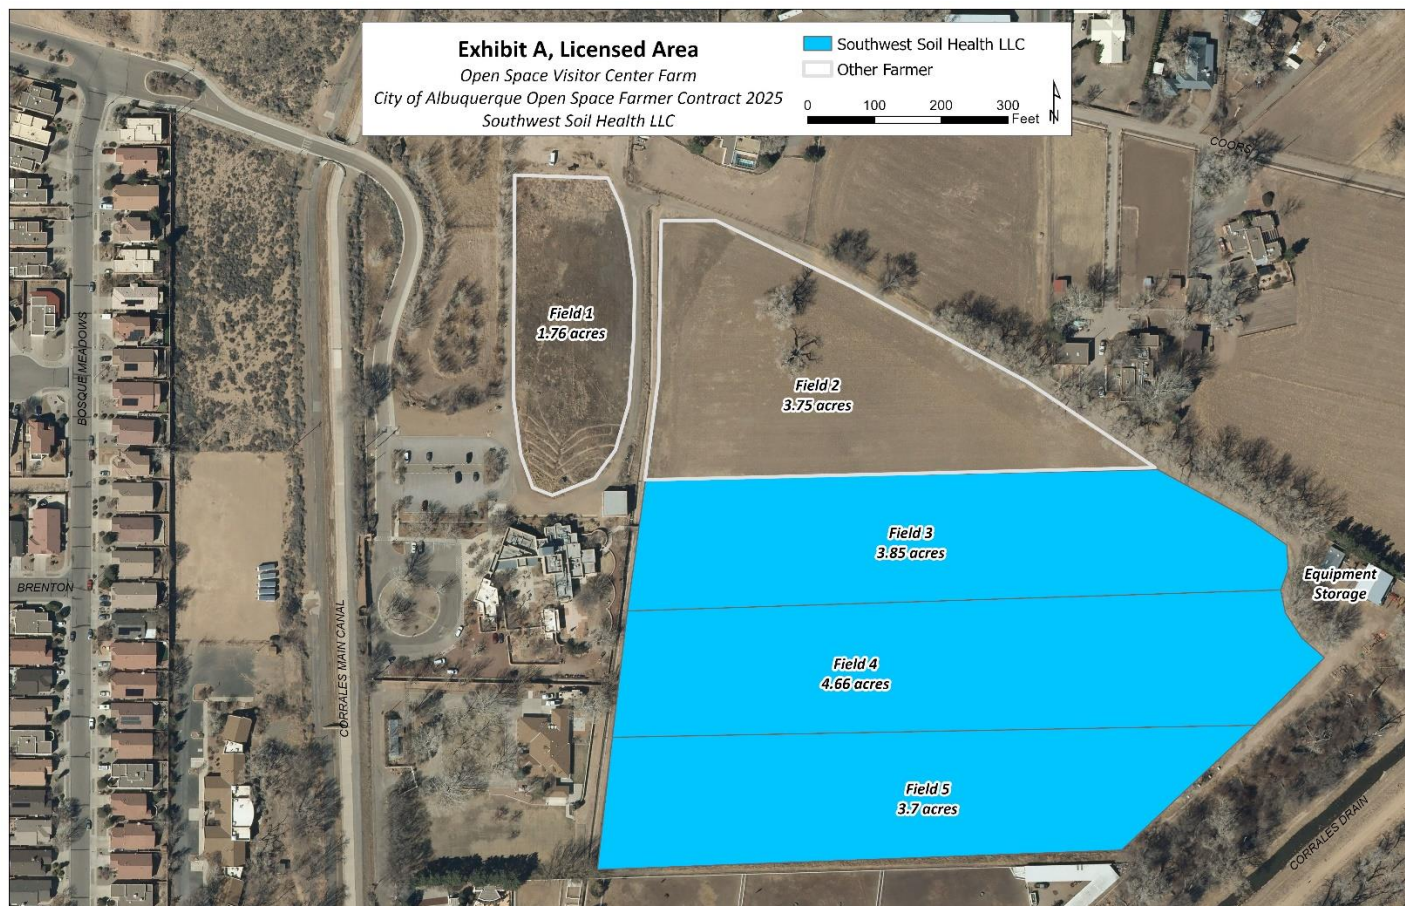 Exhibit A, Licensed Area
Open Space Visitor Center Farm
City of Albuquerque Open Space Farmer Contract 2025
Southwest Soil Health LLC
Southwest Soil Health LLC
Other Farmer
0 100 200 300
Feet
N
COORS
Field 1
1.76 acres
BOSQUE MEADOWS
Field 2
3.75 acres
Field 3
3.85 acres
Equipment
Storage
BRENTON
CORRALES MAIN CANAL
Field 4
4.66 acres
Field 5
3.7 acres
CORRALES DRAIN